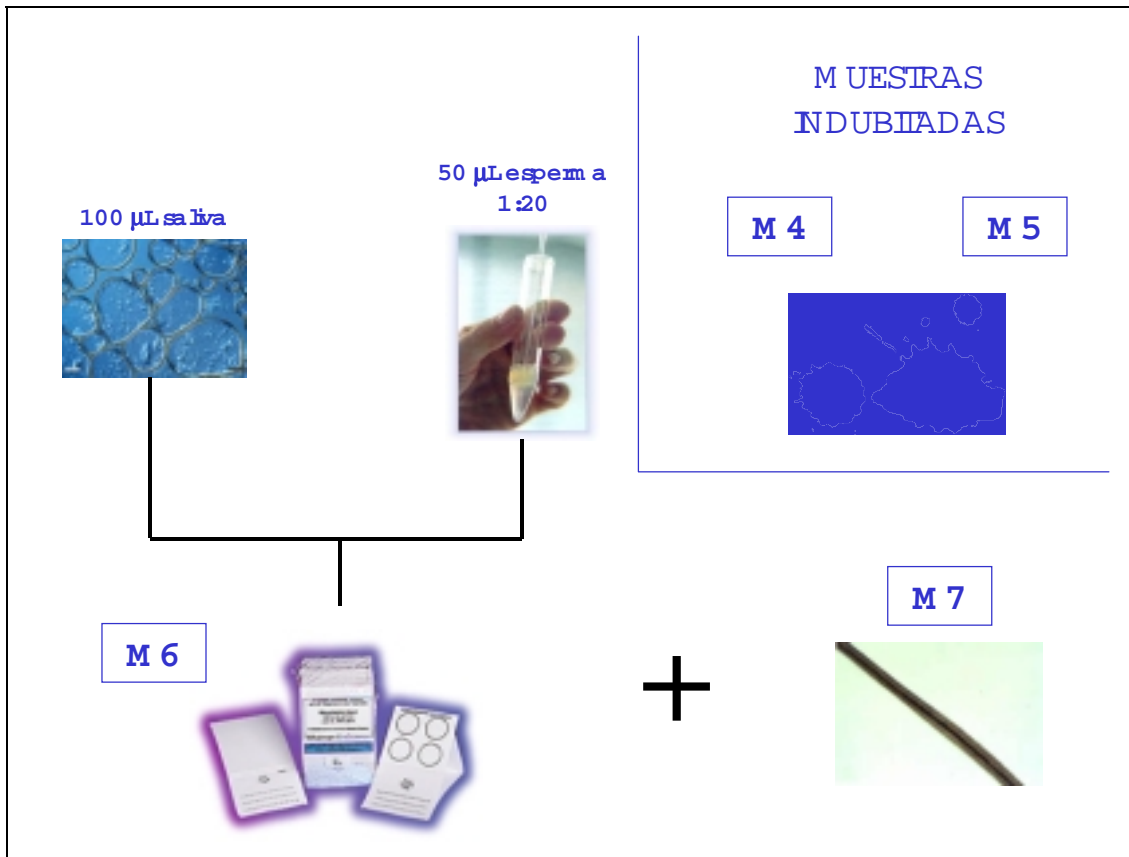 MUESTRAS
INDUBITADAS
50 µL esperma
1:20
100 µL saliva
M4
M5
M7
M6